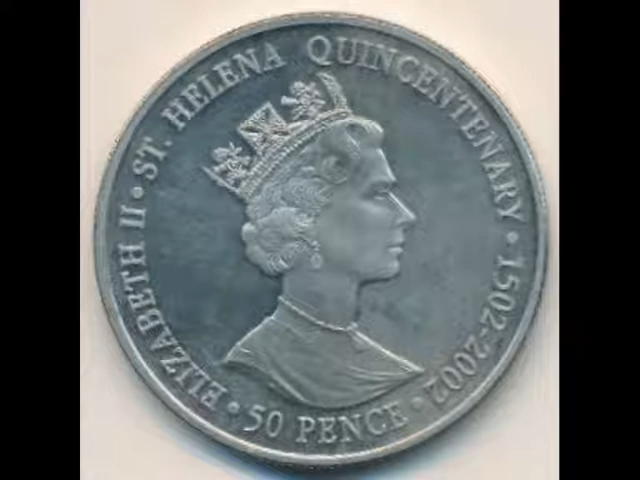 ELIZABETH II • ST. HELENA QUINCENTENARY • 1502-2002 •
50 PENCE •